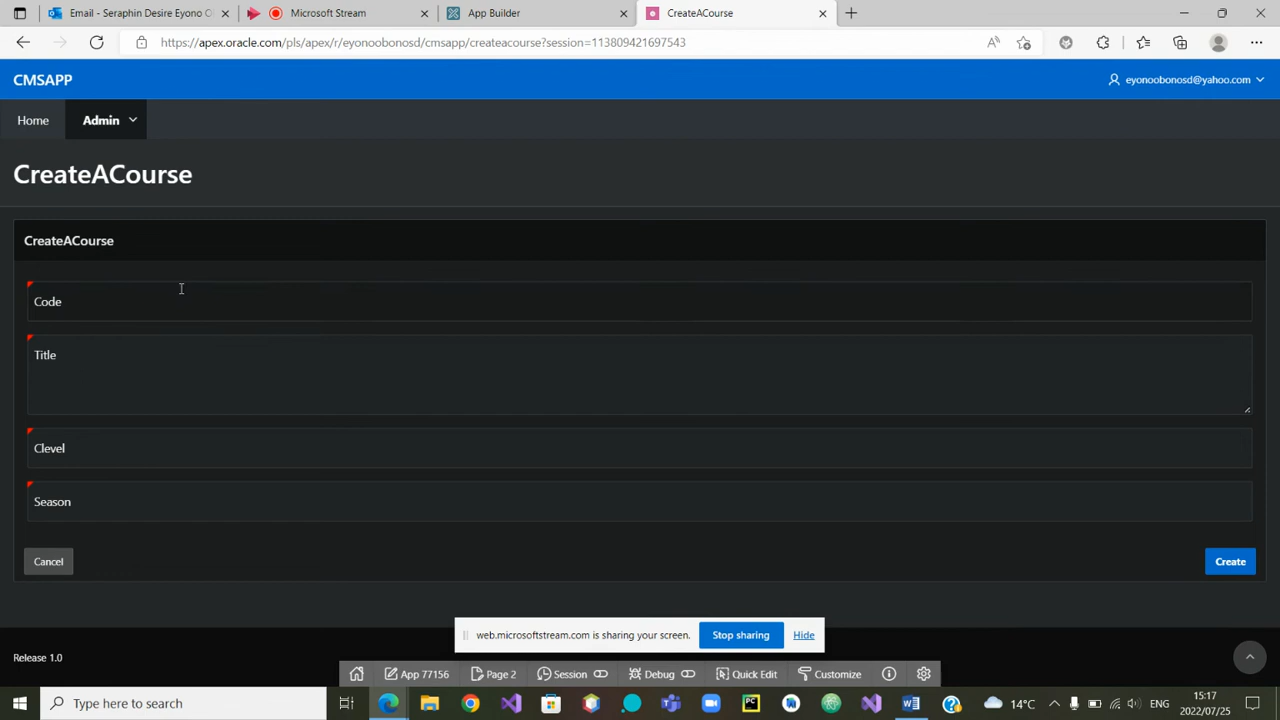 Email - Seraphin Desire Eyono O
Microsoft Stream
App Builder
CreateACourse
https://apex.oracle.com/pls/apex/r/eyonoobonosd/cmsapp/createacourse?session=113809421697543
CMSAPP
eyonoobonosd@yahoo.com
Home
Admin
CreateACourse
CreateACourse
Code
Title
Clevel
Season
Cancel
Create
web.microsoftstream.com is sharing your screen.
Stop sharing
Hide
Release 1.0
App 77156
Page 2
Session
Debug
Quick Edit
Customize
Type here to search
14°C
ENG
15:17
2022/07/25